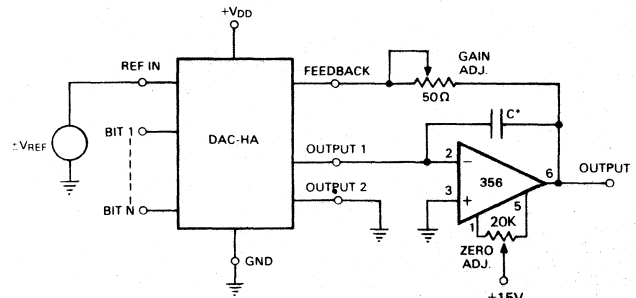 +VDD
REF IN
FEEDBACK
GAIN
ADJ.
50Ω
C*
±VREF
BIT 1
DAC-HA
OUTPUT 1
2
−
356
6
OUTPUT
OUTPUT 2
3
+
5
BIT N
1
20K
ZERO
ADJ.
GND
+15V